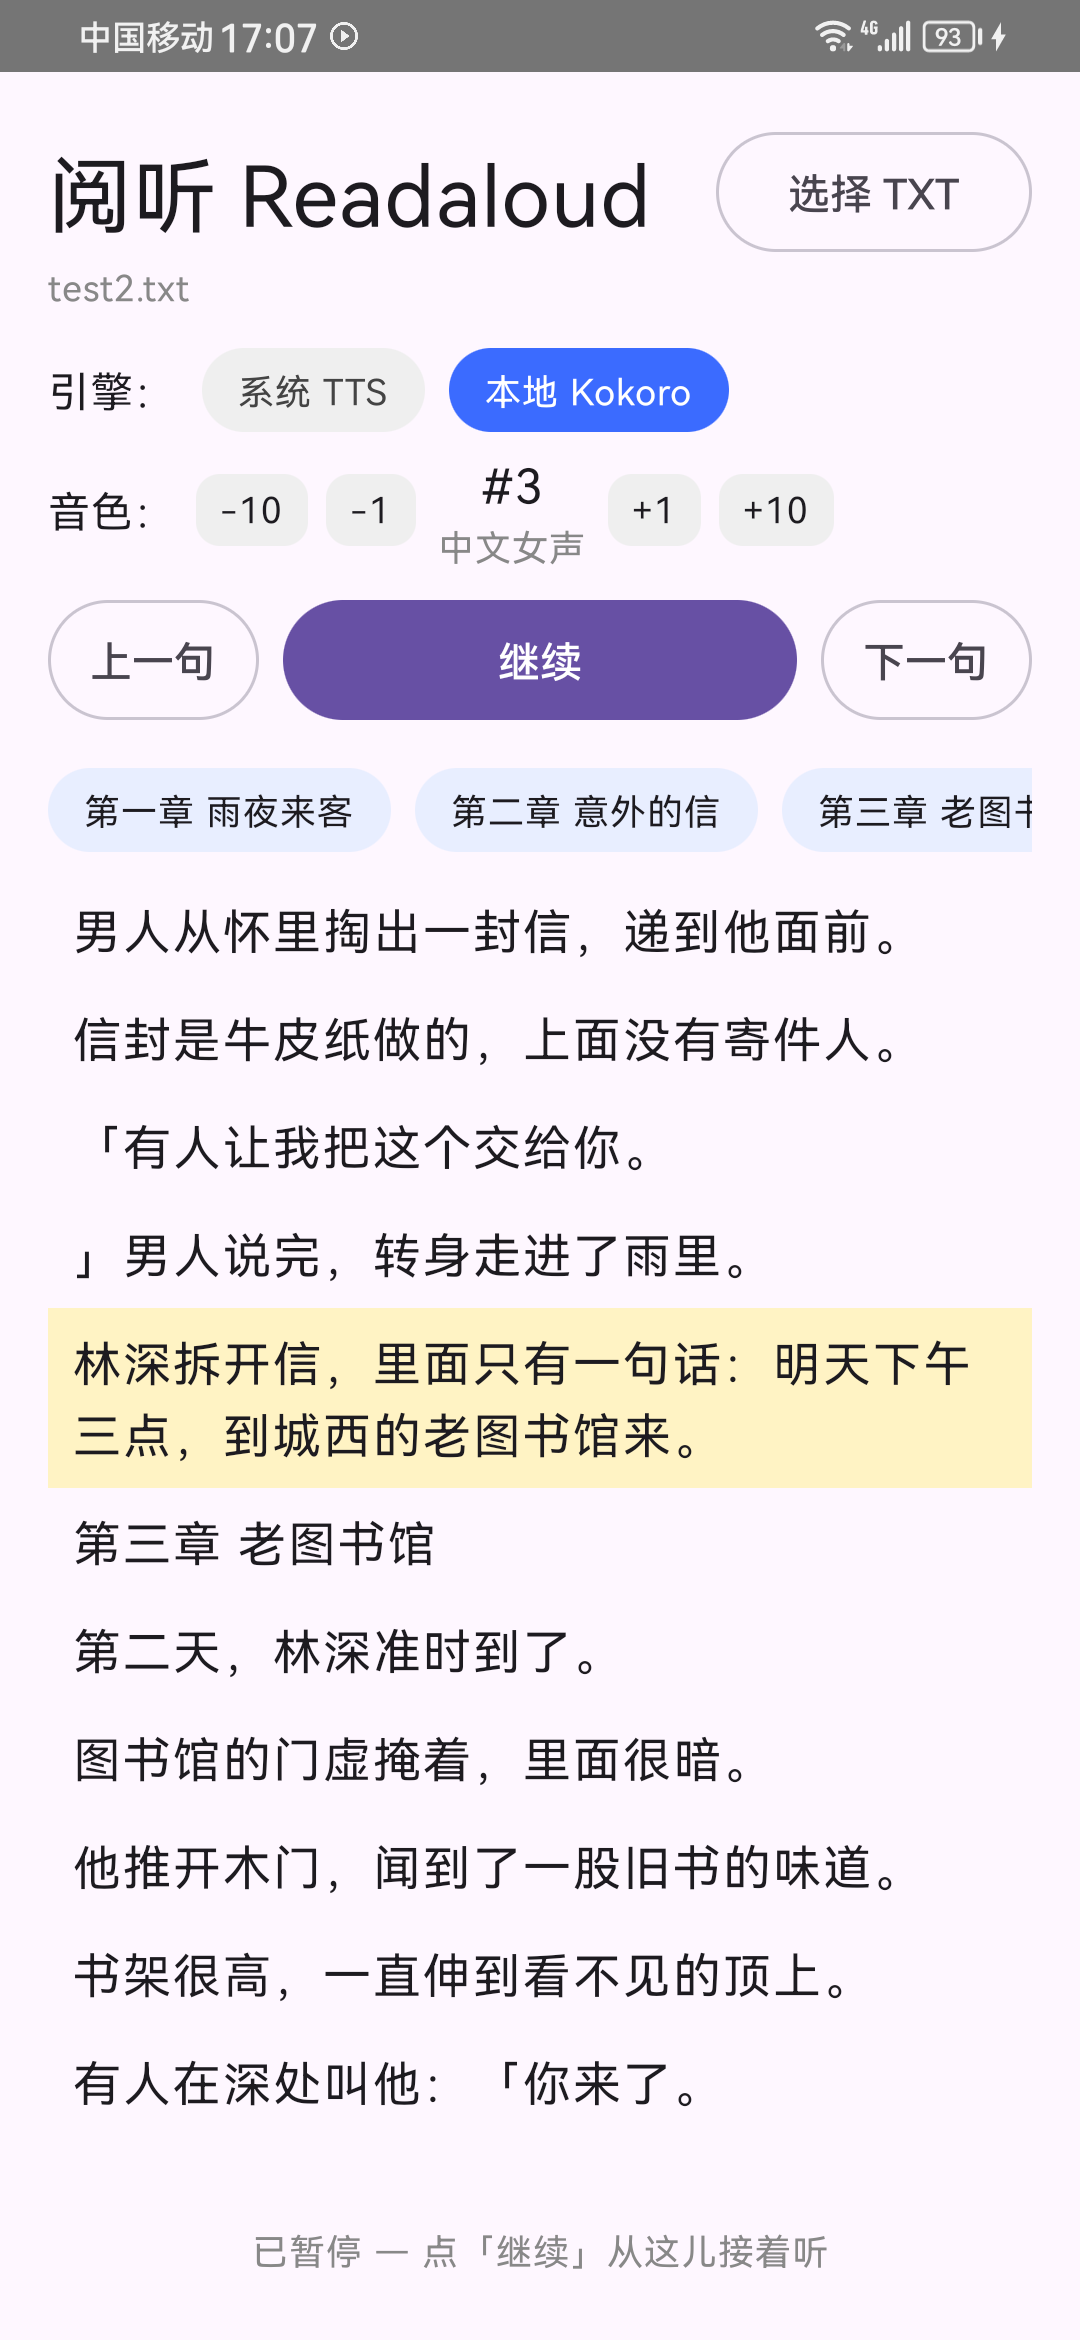 中国移动 17:07 4G 93
阅听 Readaloud 选择 TXT
test2.txt
引擎： 系统 TTS 本地 Kokoro
音色： -10 -1 #3 +1 +10
中文女声
上一句 继续 下一句
第一章 雨夜来客 第二章 意外的信 第三章 老图书
男人从怀里掏出一封信，递到他面前。
信封是牛皮纸做的，上面没有寄件人。
「有人让我把这个交给你。
」男人说完，转身走进了雨里。
林深拆开信，里面只有一句话：明天下午
三点，到城西的老图书馆来。
第三章 老图书馆
第二天，林深准时到了。
图书馆的门虚掩着，里面很暗。
他推开木门，闻到了一股旧书的味道。
书架很高，一直伸到看不见的顶上。
有人在深处叫他：「你来了。
已暂停 — 点「继续」从这儿接着听